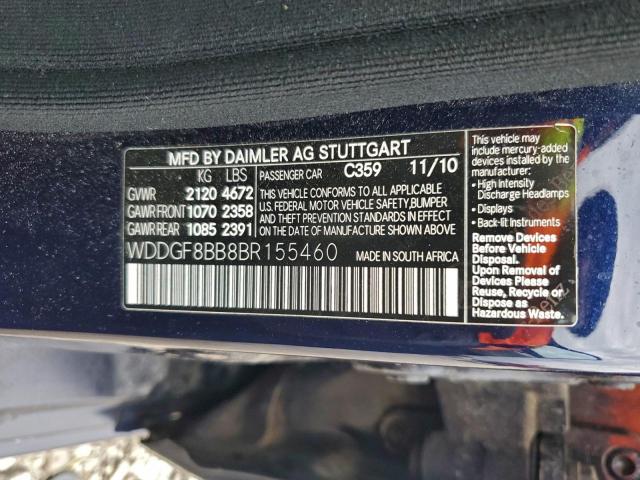 MFD BY DAIMLER AG STUTTGART
KG LBS
GVWR 2120 4672
GAWR FRONT 1070 2358
GAWR REAR 1085 2391
PASSENGER CAR C359 11/10
THIS VEHICLE CONFORMS TO ALL APPLICABLE
U.S. FEDERAL MOTOR VEHICLE SAFETY, BUMPER
AND THEFT PREVENTION STANDARDS IN EFFECT
ON THE DATE OF MANUFACTURE SHOWN ABOVE.
WDDGF8BB8BR155460
MADE IN SOUTH AFRICA
This vehicle may
include mercury-added
devices installed by the
manufacturer:
• High Intensity
Discharge Headlamps
• Displays
• Back-lit Instruments
Remove Devices
Before Vehicle
Disposal.
Upon Removal of
Devices Please
Reuse, Recycle or
Dispose as
Hazardous Waste.